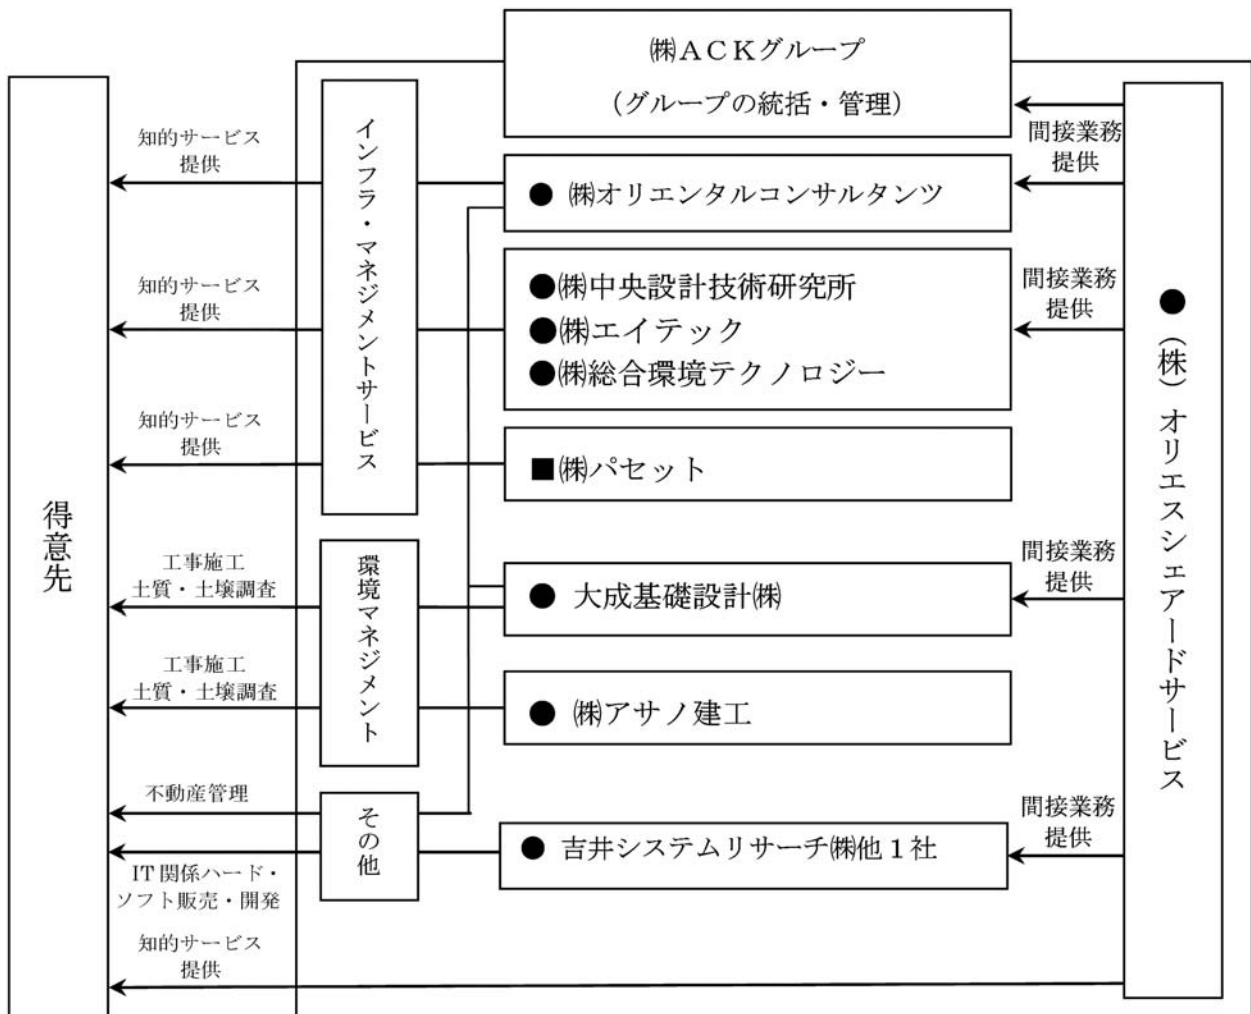 ㈱ＡＣＫグループ
（グループの統括・管理）
得意先
インフラ・マネジメントサービス
知的サービス
提供
● ㈱オリエンタルコンサルタンツ
間接業務
提供
知的サービス
提供
●㈱中央設計技術研究所
●㈱エイテック
●㈱総合環境テクノロジー
間接業務
提供
● （株）オリエスシェアードサービス
知的サービス
提供
■㈱パセット
環境マネジメント
工事施工
土質・土壌調査
● 大成基礎設計㈱
間接業務
提供
工事施工
土質・土壌調査
● ㈱アサノ建工
その他
不動産管理
● 吉井システムリサーチ㈱他１社
間接業務
提供
IT 関係ハード・
ソフト販売・開発
知的サービス
提供